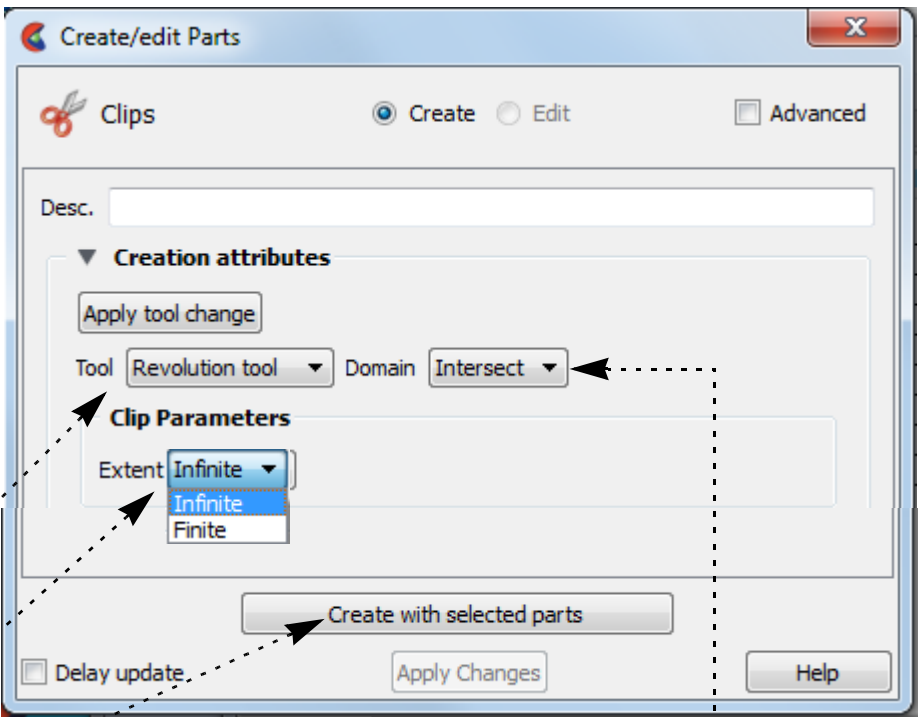 Create/edit Parts
Clips Create Edit Advanced
Desc.
Creation attributes
Apply tool change
Tool Revolution tool Domain Intersect
Clip Parameters
Extent Infinite
Infinite
Finite
Create with selected parts
Delay update Apply Changes Help